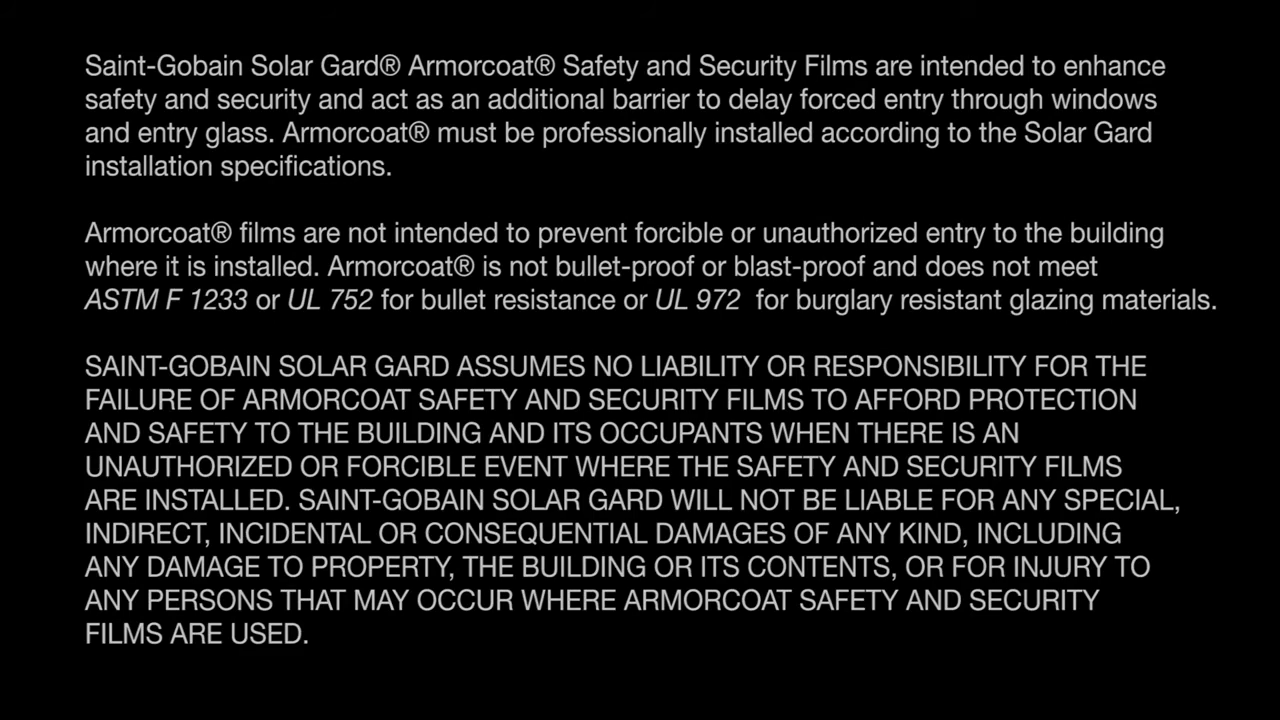 Saint-Gobain Solar Gard® Armorcoat® Safety and Security Films are intended to enhance
safety and security and act as an additional barrier to delay forced entry through windows
and entry glass. Armorcoat® must be professionally installed according to the Solar Gard
installation specifications.
Armorcoat® films are not intended to prevent forcible or unauthorized entry to the building
where it is installed. Armorcoat® is not bullet-proof or blast-proof and does not meet
ASTM F 1233 or UL 752 for bullet resistance or UL 972 for burglary resistant glazing materials.
SAINT-GOBAIN SOLAR GARD ASSUMES NO LIABILITY OR RESPONSIBILITY FOR THE
FAILURE OF ARMORCOAT SAFETY AND SECURITY FILMS TO AFFORD PROTECTION
AND SAFETY TO THE BUILDING AND ITS OCCUPANTS WHEN THERE IS AN
UNAUTHORIZED OR FORCIBLE EVENT WHERE THE SAFETY AND SECURITY FILMS
ARE INSTALLED. SAINT-GOBAIN SOLAR GARD WILL NOT BE LIABLE FOR ANY SPECIAL,
INDIRECT, INCIDENTAL OR CONSEQUENTIAL DAMAGES OF ANY KIND, INCLUDING
ANY DAMAGE TO PROPERTY, THE BUILDING OR ITS CONTENTS, OR FOR INJURY TO
ANY PERSONS THAT MAY OCCUR WHERE ARMORCOAT SAFETY AND SECURITY
FILMS ARE USED.